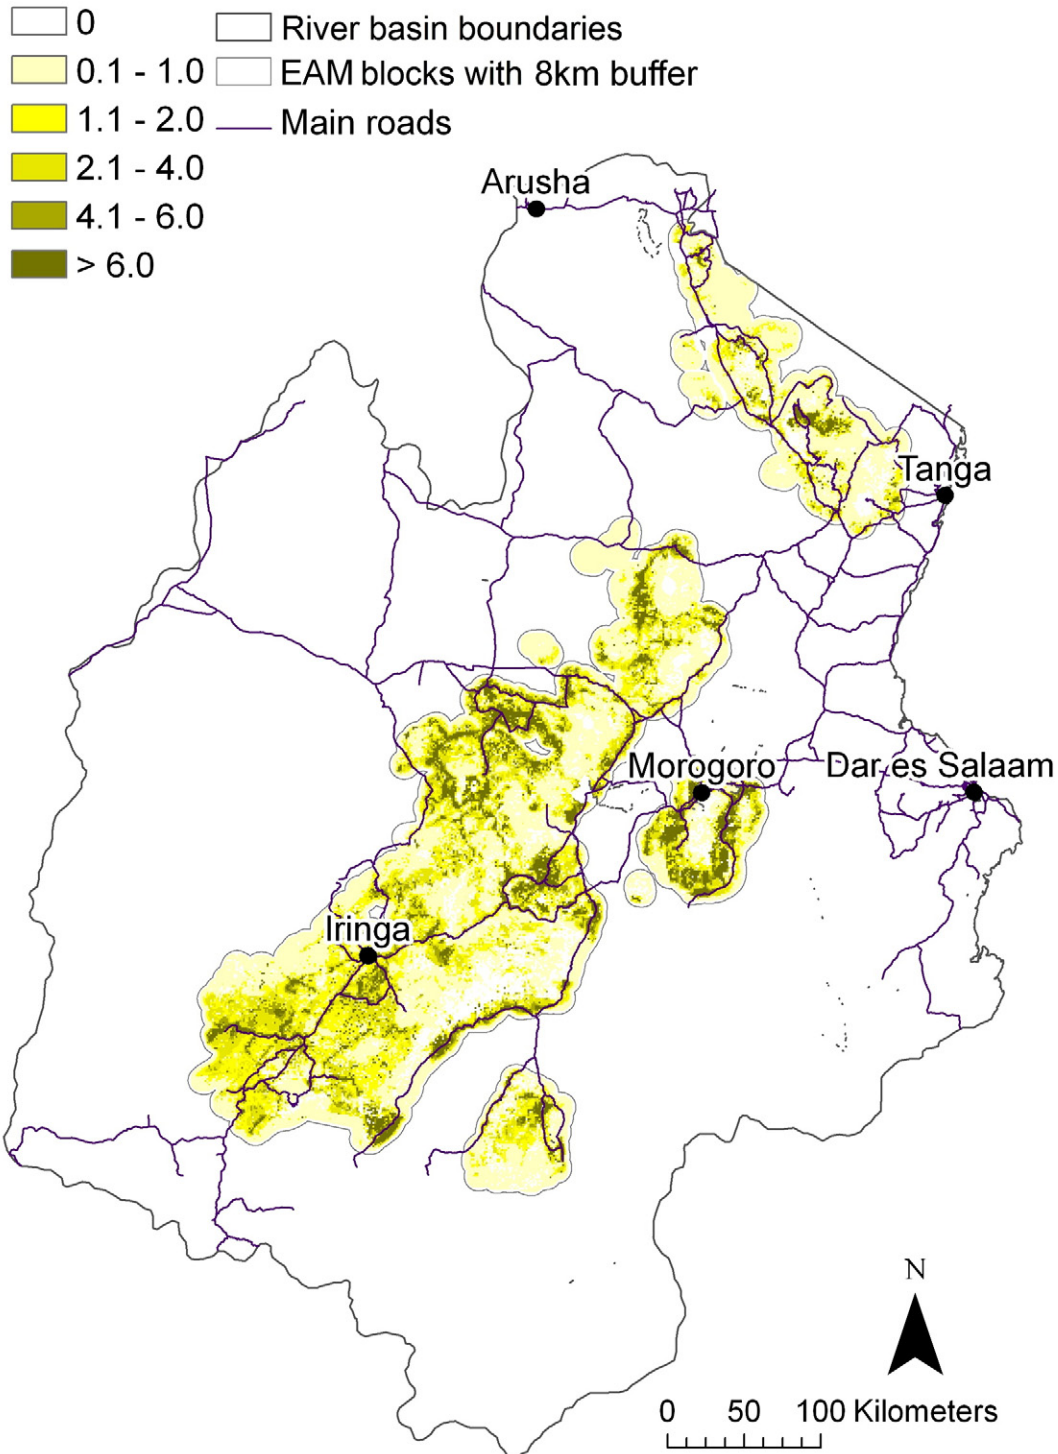 0
River basin boundaries
0.1 - 1.0
EAM blocks with 8km buffer
1.1 - 2.0
Main roads
2.1 - 4.0
4.1 - 6.0
> 6.0
Arusha
Tanga
Morogoro
Dar es Salaam
Iringa
N
0 50 100 Kilometers